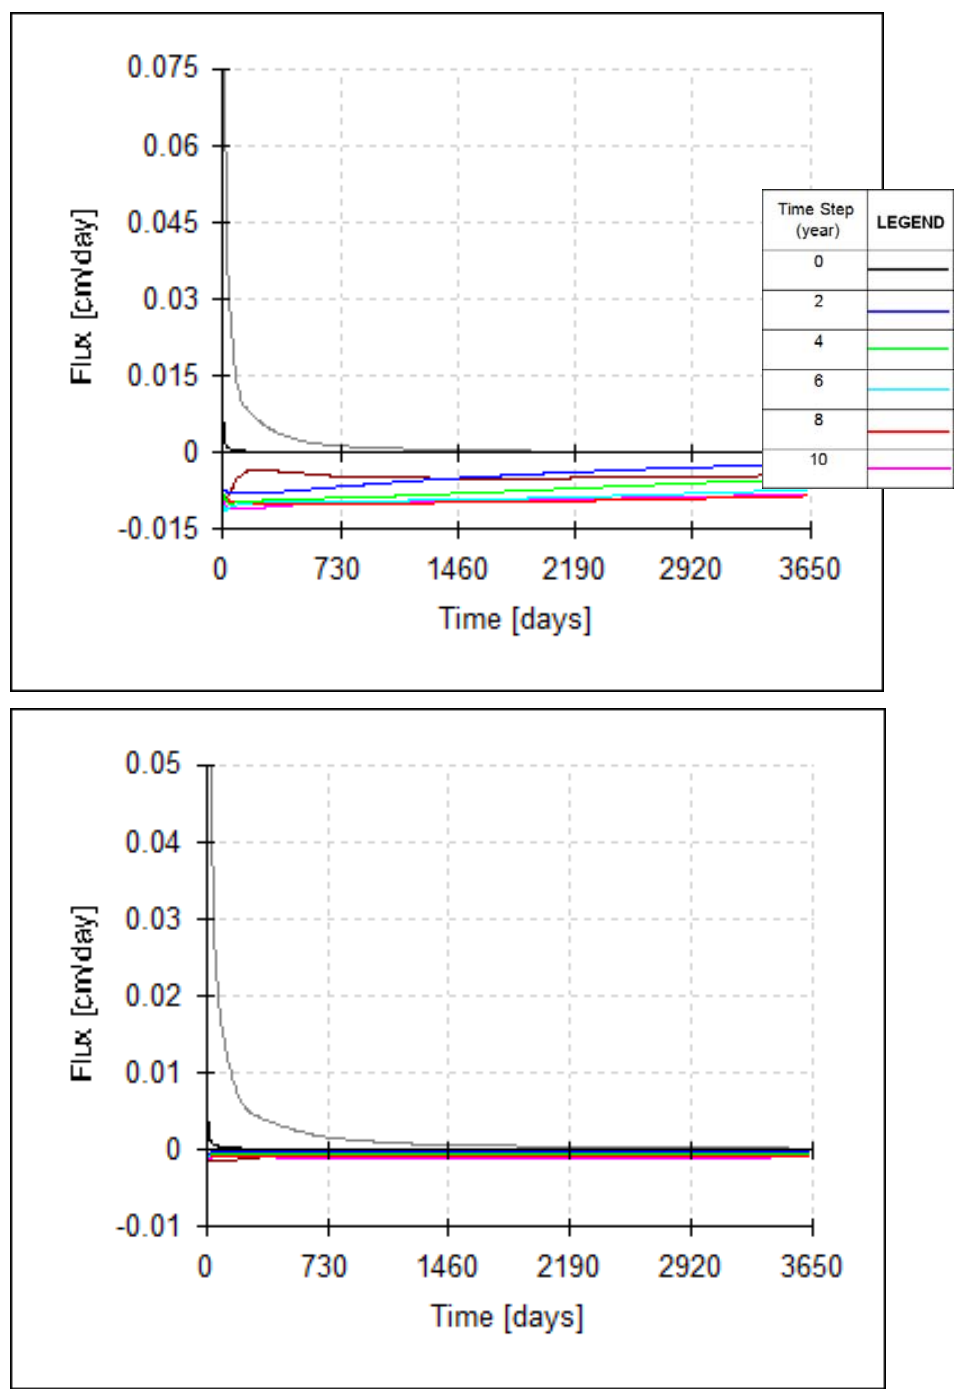 0.075
0.06
0.045
0.03
0.015
0
-0.015
Flux [cm/day]
0 730 1460 2190 2920 3650
Time [days]
Time Step (year) LEGEND
0
2
4
6
8
10
0.05
0.04
0.03
0.02
0.01
0
-0.01
Flux [cm/day]
0 730 1460 2190 2920 3650
Time [days]